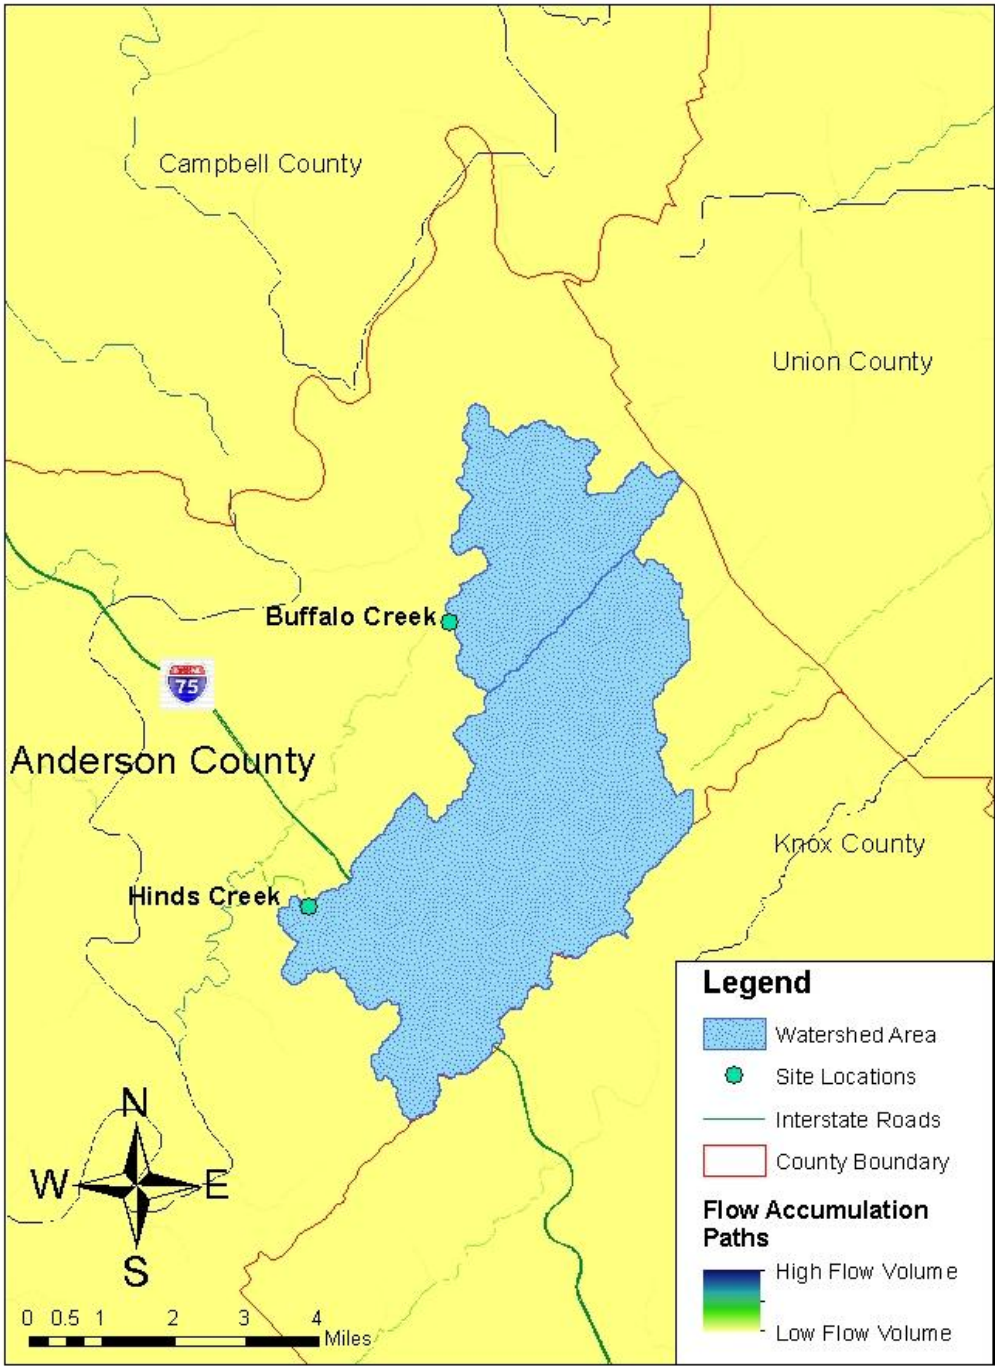 Campbell County
Union County
Buffalo Creek
75
Anderson County
Knox County
Hinds Creek
Legend
Watershed Area
Site Locations
Interstate Roads
County Boundary
Flow Accumulation
Paths
High Flow Volume
Low Flow Volume
N
W E
S
0 0.5 1 2 3 4
Miles